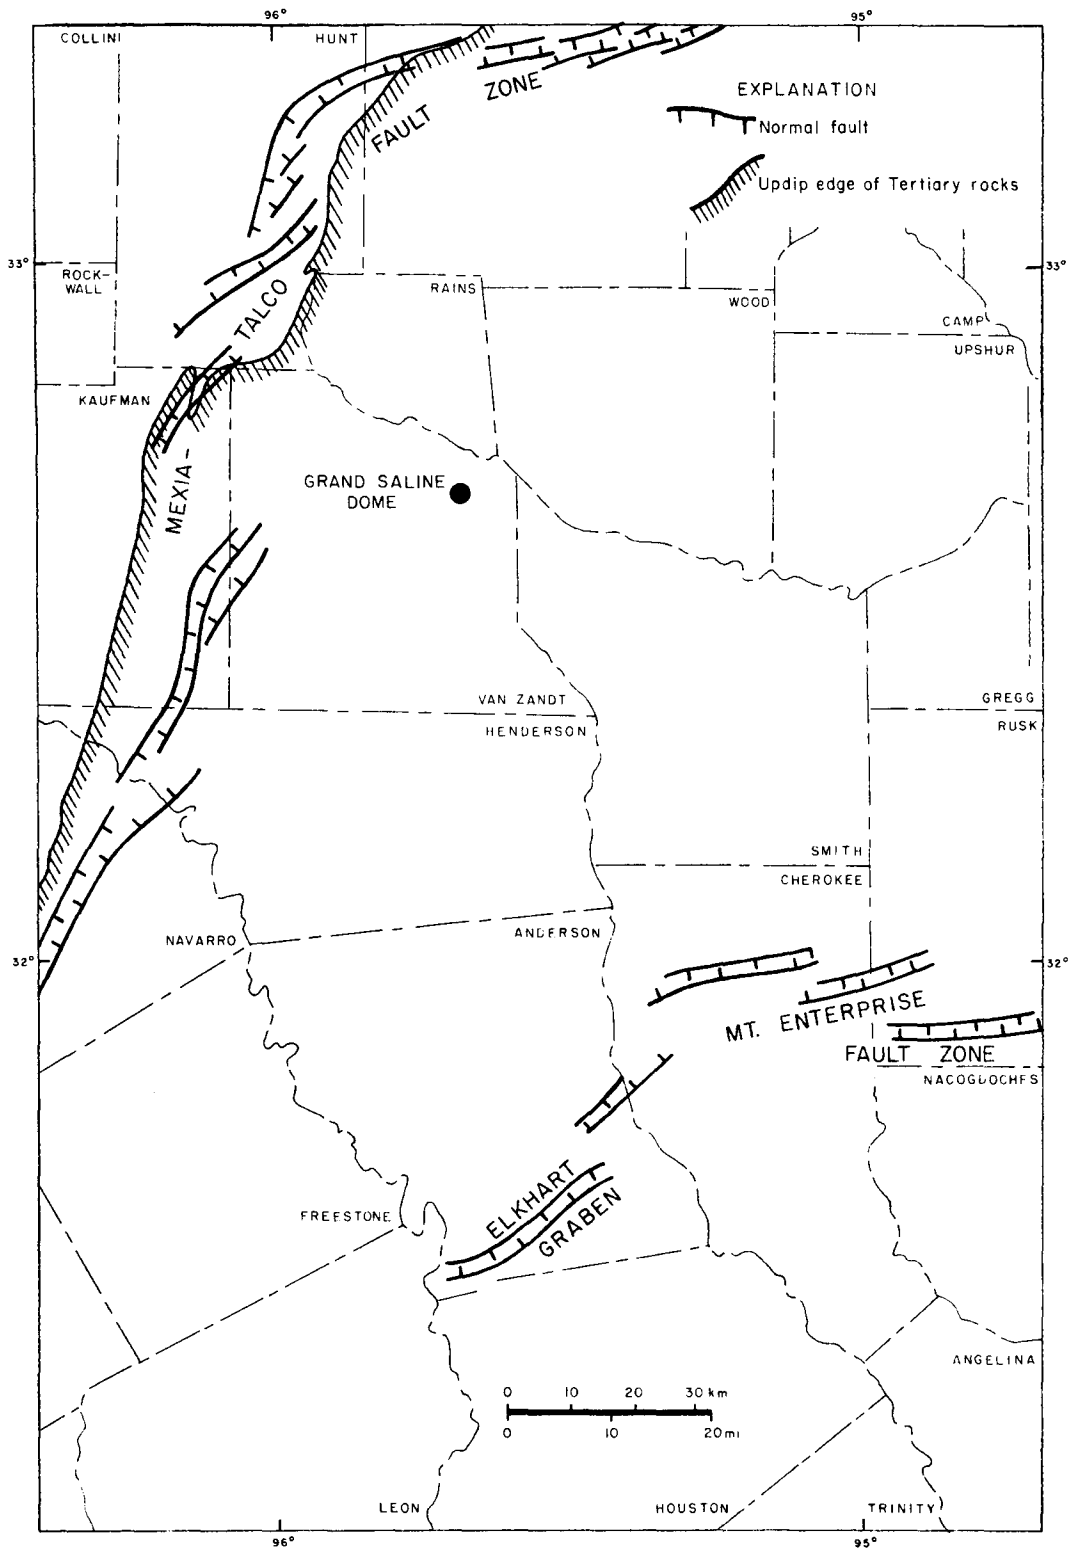 96°
95°
COLLIN
HUNT
FAULT ZONE
EXPLANATION
Normal fault
Updip edge of Tertiary rocks
33°
33°
ROCK-
WALL
RAINS
WOOD
CAMP
UPSHUR
TALCO
KAUFMAN
MEXIA-
GRAND SALINE
DOME
VAN ZANDT
HENDERSON
GREGG
RUSK
SMITH
CHEROKEE
NAVARRO
ANDERSON
32°
32°
MT. ENTERPRISE
FAULT ZONE
NACOGDOCHES
ELKHART
GRABEN
FREESTONE
ANGELINA
0 10 20 30 km
0 10 20 mi
LEON
HOUSTON
TRINITY
96°
95°